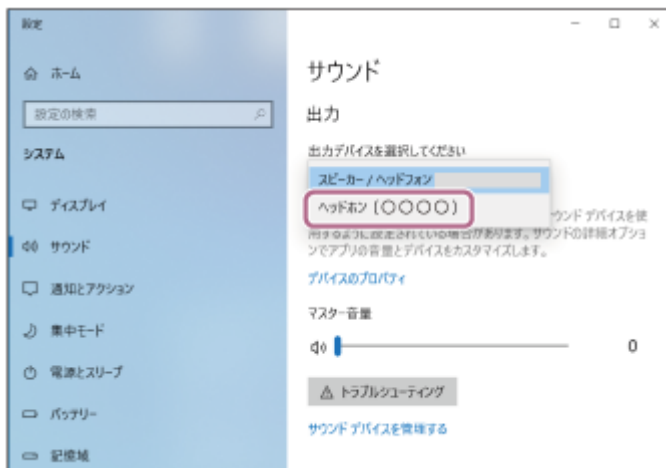 設定
ホーム
設定の検索
システム
ディスプレイ
サウンド
通知とアクション
集中モード
電源とスリープ
バッテリー
記憶域
サウンド
出力
出力デバイスを選択してください
スピーカー / ヘッドフォン
ヘッドホン (○○○○)
ウンド デバイスを使
用するように設定されている場合があります。サウンドの詳細オプショ
ンでアプリの音量とデバイスをカスタマイズします。
デバイスのプロパティ
マスター音量
0
トラブルシューティング
サウンド デバイスを管理する